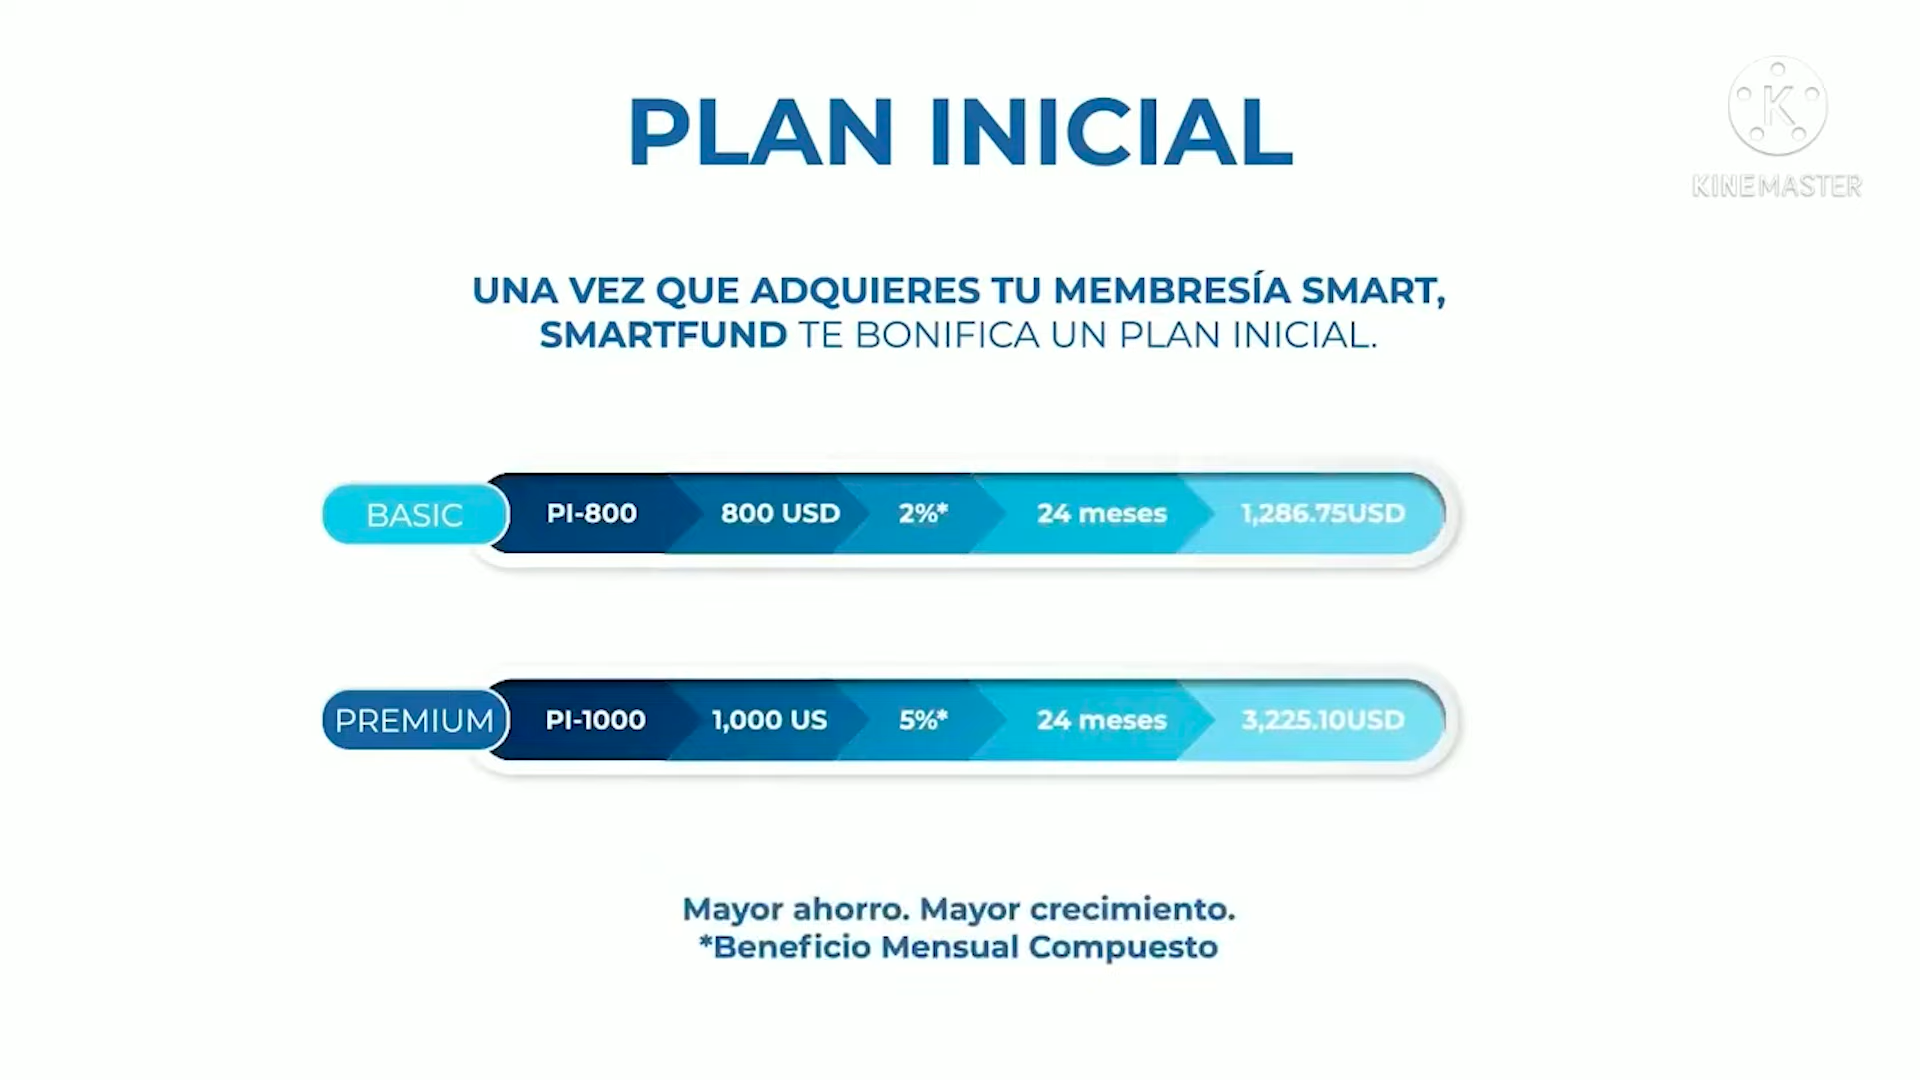 PLAN INICIAL
K
KINEMASTER
UNA VEZ QUE ADQUIERES TU MEMBRESÍA SMART,
SMARTFUND TE BONIFICA UN PLAN INICIAL.
BASIC PI-800 800 USD 2%* 24 meses 1,286.75USD
PREMIUM PI-1000 1,000 US 5%* 24 meses 3,225.10USD
Mayor ahorro. Mayor crecimiento.
*Beneficio Mensual Compuesto